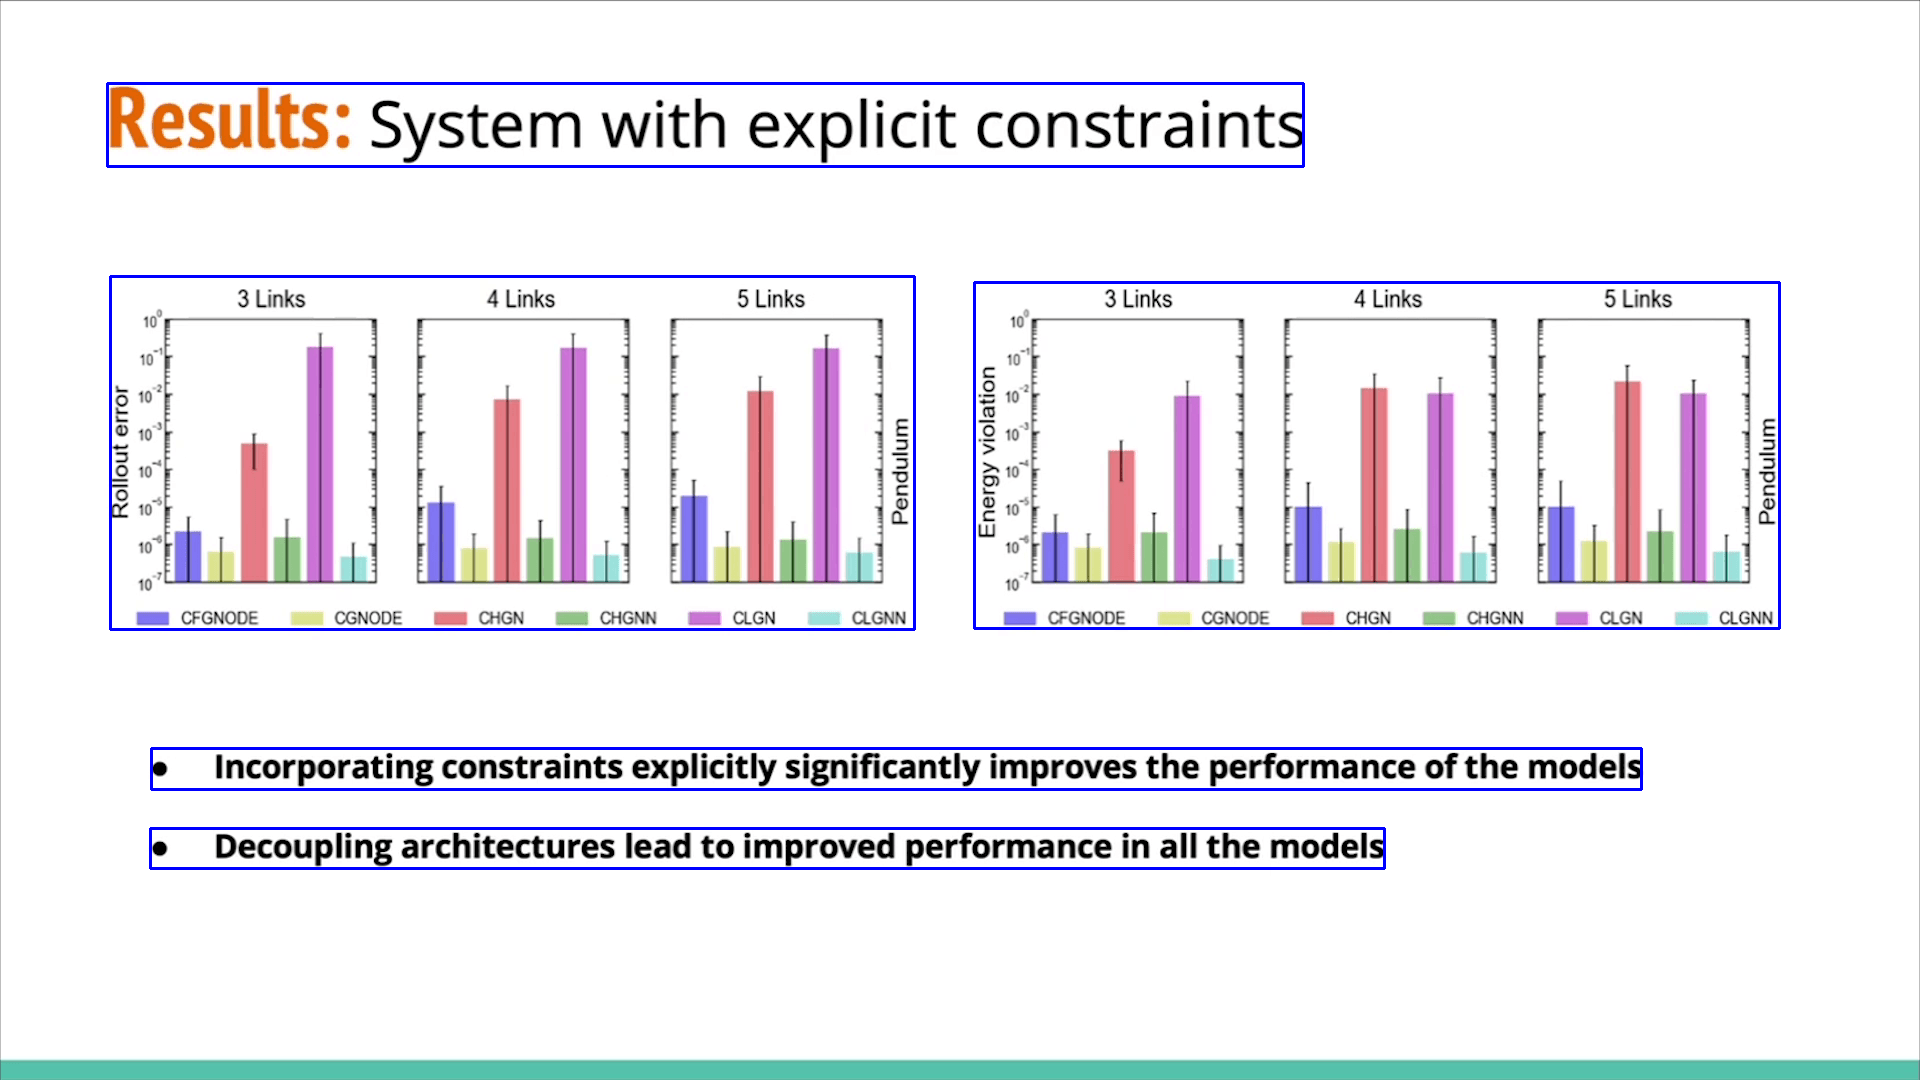 Results: System with explicit constraints
3 Links 4 Links 5 Links
10^0
10^-1
10^-2
10^-3
10^-4
10^-5
10^-6
10^-7
Rollout error
Pendulum
CFGNODE CGNODE CHGN CHGNN CLGN CLGNN
3 Links 4 Links 5 Links
10^0
10^-1
10^-2
10^-3
10^-4
10^-5
10^-6
10^-7
Energy violation
Pendulum
CFGNODE CGNODE CHGN CHGNN CLGN CLGNN
● Incorporating constraints explicitly significantly improves the performance of the models
● Decoupling architectures lead to improved performance in all the models